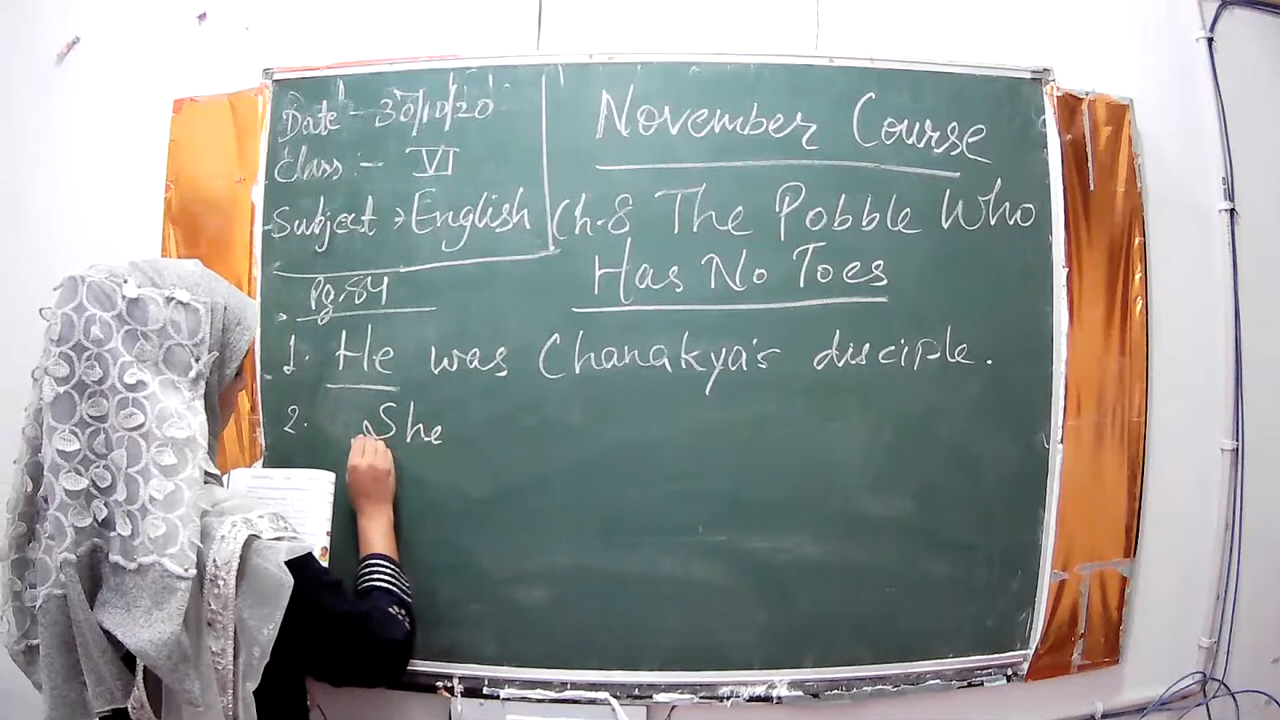 Date - 30/10/20
Class :- VI
Subject → English
November Course
Ch-8 The Pobble Who
Has No Toes
Pg.84
1. He was Chanakya's disciple.
2. She